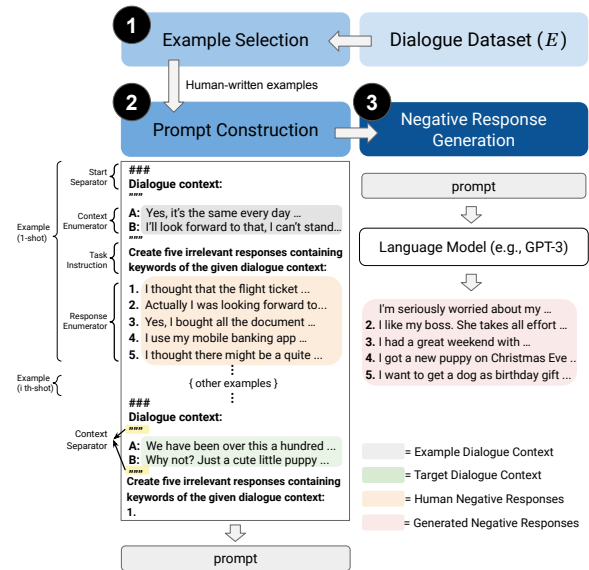 1
Example Selection
Dialogue Dataset (E)
Human-written examples
2
Prompt Construction
3
Negative Response
Generation
Example
(1-shot)
Start
Separator
Context
Enumerator
Task
Instruction
Response
Enumerator
Example
(i th-shot)
Context
Separator
###
Dialogue context:
"""
A: Yes, it's the same every day ...
B: I'll look forward to that, I can't stand...
"""
Create five irrelevant responses containing
keywords of the given dialogue context:
1. I thought that the flight ticket ...
2. Actually I was looking forward to...
3. Yes, I bought all the document ...
4. I use my mobile banking app ...
5. I thought there might be a quite ...
{ other examples }
###
Dialogue context:
"""
A: We have been over this a hundred ...
B: Why not? Just a cute little puppy ...
"""
Create five irrelevant responses containing
keywords of the given dialogue context:
1.
prompt
prompt
Language Model (e.g., GPT-3)
I'm seriously worried about my ...
2. I like my boss. She takes all effort ...
3. I had a great weekend with ...
4. I got a new puppy on Christmas Eve ..
5. I want to get a dog as birthday gift ...
= Example Dialogue Context
= Target Dialogue Context
= Human Negative Responses
= Generated Negative Responses